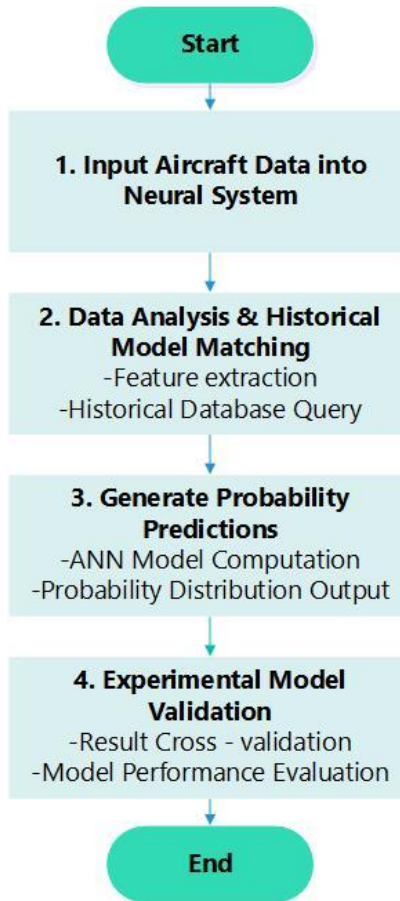 Start
1. Input Aircraft Data into
Neural System
2. Data Analysis & Historical
Model Matching
-Feature extraction
-Historical Database Query
3. Generate Probability
Predictions
-ANN Model Computation
-Probability Distribution Output
4. Experimental Model
Validation
-Result Cross - validation
-Model Performance Evaluation
End